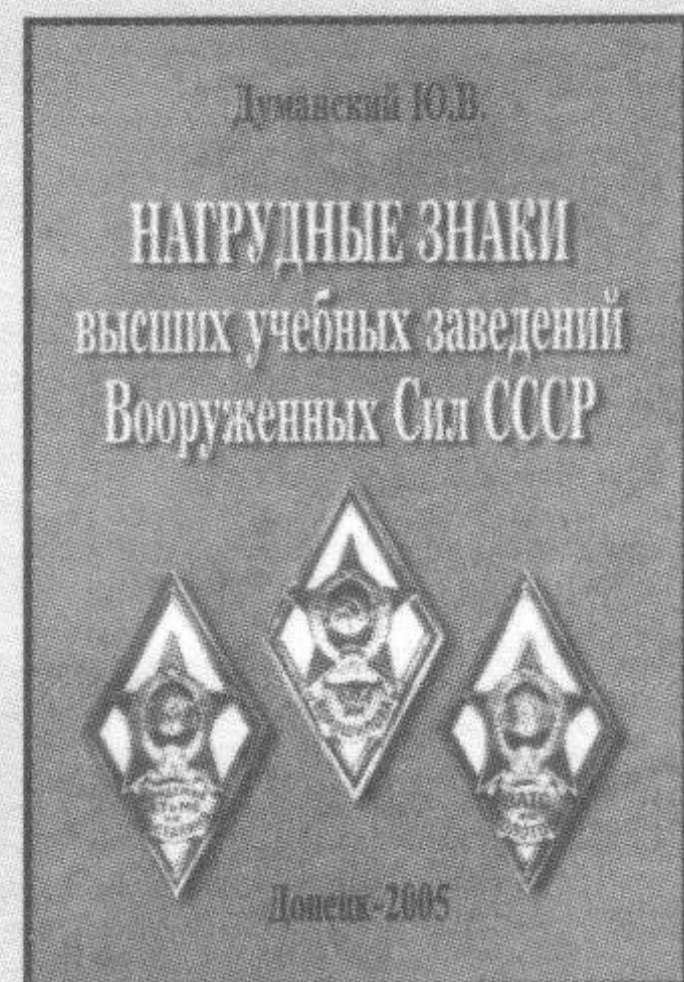 Думанский Ю.В.
НАГРУДНЫЕ ЗНАКИ
высших учебных заведений
Вооруженных Сил СССР
Донецк-2005